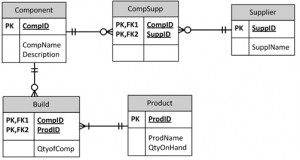 Component
PK CompID
CompName
Description
CompSupp
PK,FK1 CompID
PK,FK2 SuppID
Supplier
PK SuppID
SupplName
Build
PK,FK1 CompID
PK,FK2 ProdID
QtyofComp
Product
PK ProdID
ProdName
QtyOnHand